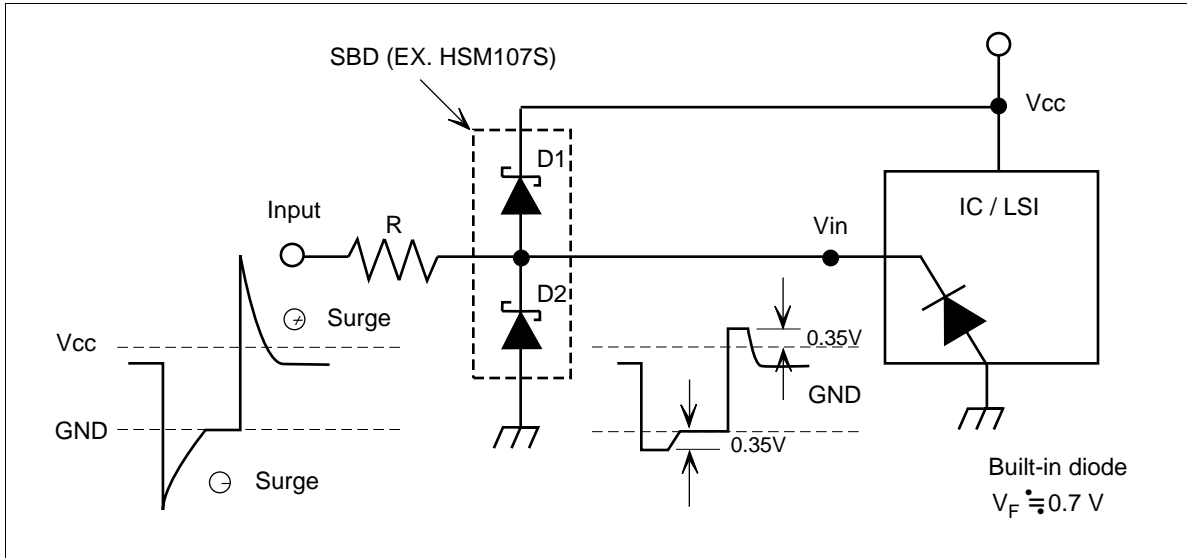 SBD (EX. HSM107S)
Vcc
D1
IC / LSI
Input
R
Vin
D2
+ Surge
Vcc
0.35V
GND
GND
0.35V
- Surge
Built-in diode
VF ≒ 0.7 V